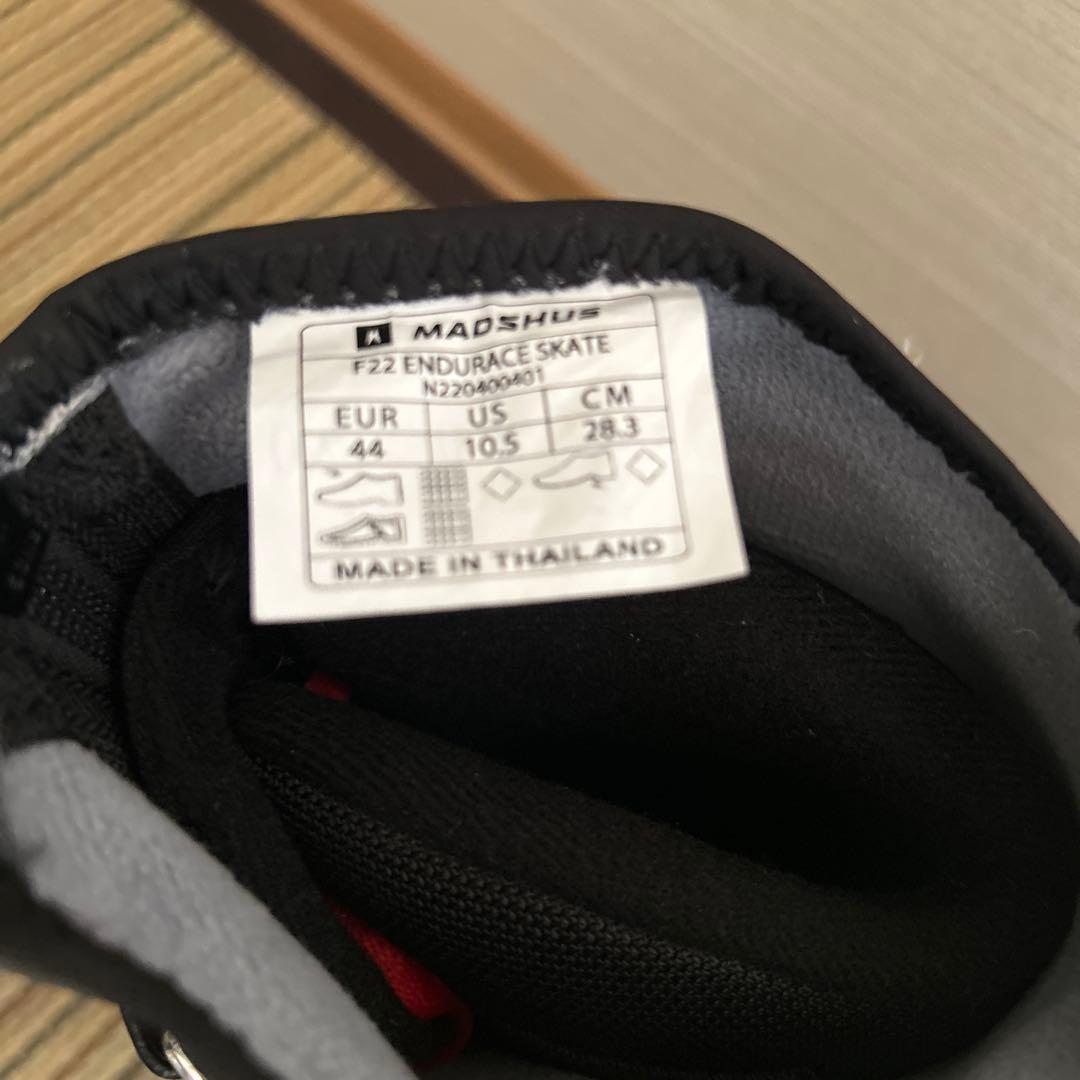 MADSHUS
F22 ENDURACE SKATE
N220400401
EUR US CM
44 10.5 28.3
MADE IN THAILAND